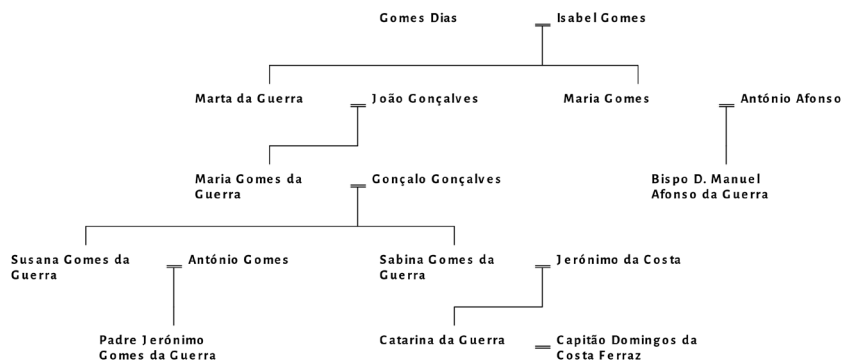 Gomes Dias
Isabel Gomes
Marta da Guerra
João Gonçalves
Maria Gomes
António Afonso
Maria Gomes da
Guerra
Gonçalo Gonçalves
Bispo D. Manuel
Afonso da Guerra
Susana Gomes da
Guerra
António Gomes
Sabina Gomes da
Guerra
Jerónimo da Costa
Padre Jerónimo
Gomes da Guerra
Catarina da Guerra
Capitão Domingos da
Costa Ferraz